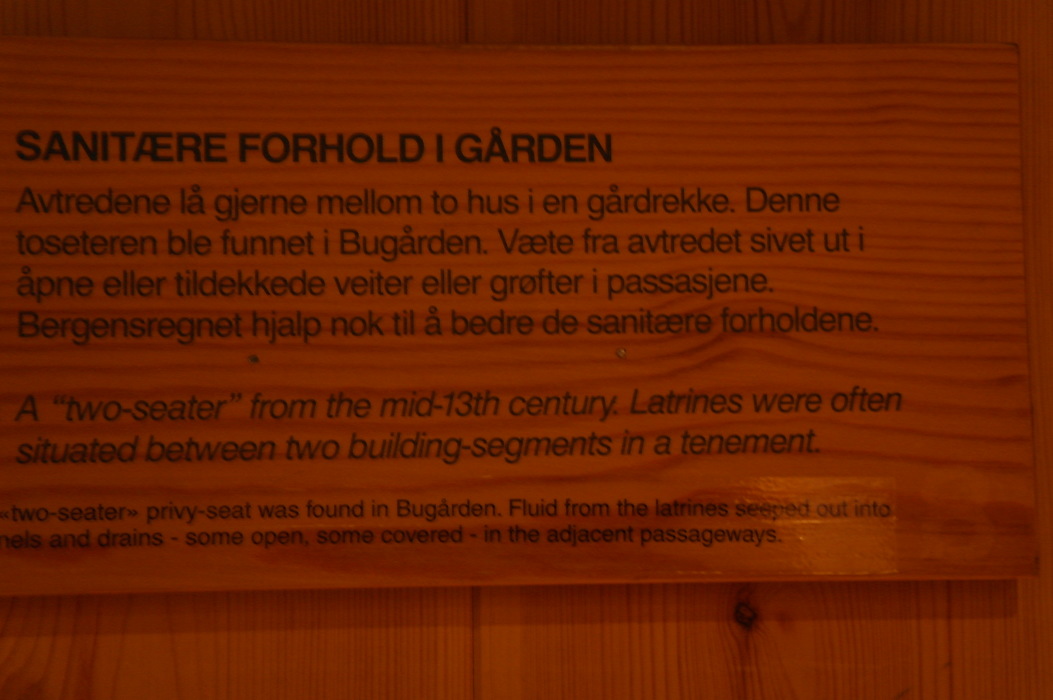 SANITÆRE FORHOLD I GÅRDEN
Avtredene lå gjerne mellom to hus i en gårdrekke. Denne
toseteren ble funnet i Bugården. Væte fra avtredet sivet ut i
åpne eller tildekkede veiter eller grøfter i passasjene.
Bergensregnet hjalp nok til å bedre de sanitære forholdene.
A “two-seater” from the mid-13th century. Latrines were often
situated between two building-segments in a tenement.
«two-seater» privy-seat was found in Bugården. Fluid from the latrines seeped out into
nels and drains - some open, some covered - in the adjacent passageways.